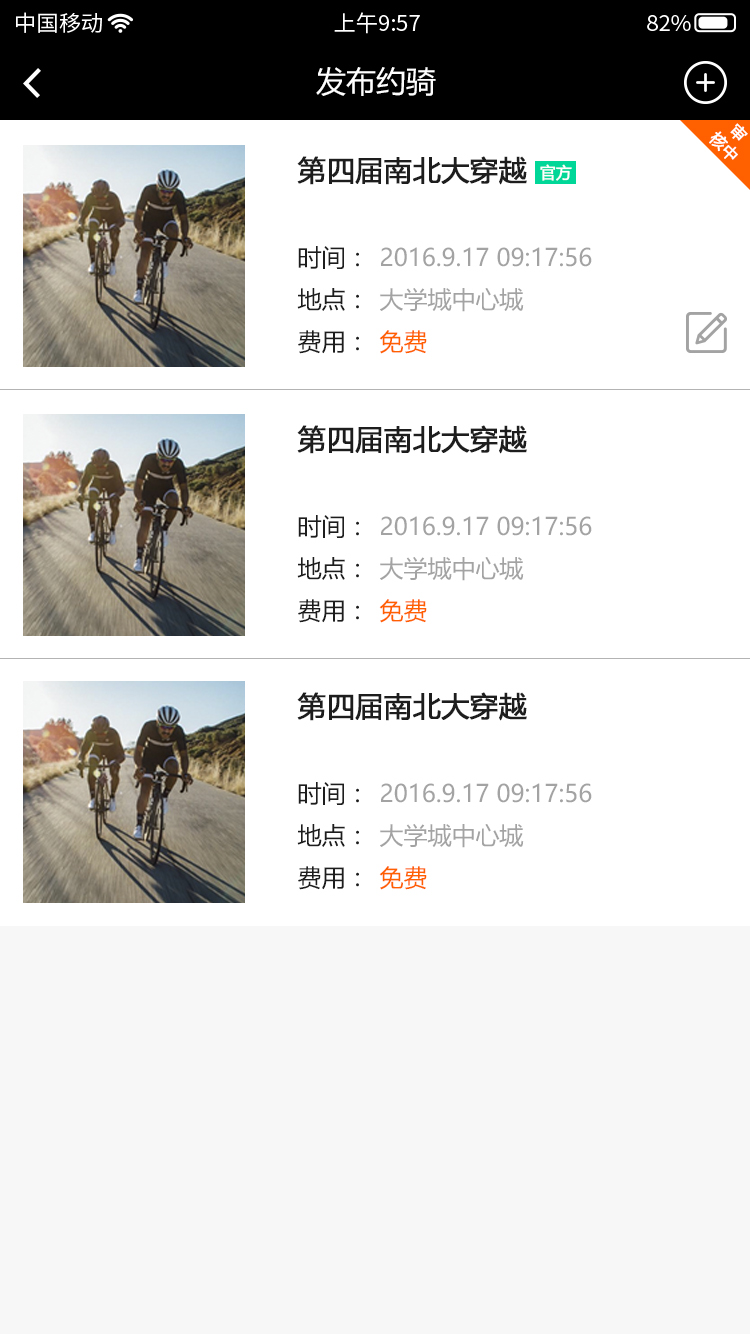 中国移动 上午9:57 82%
发布约骑
审核中
第四届南北大穿越 官方
时间： 2016.9.17 09:17:56
地点： 大学城中心城
费用： 免费
第四届南北大穿越
时间： 2016.9.17 09:17:56
地点： 大学城中心城
费用： 免费
第四届南北大穿越
时间： 2016.9.17 09:17:56
地点： 大学城中心城
费用： 免费